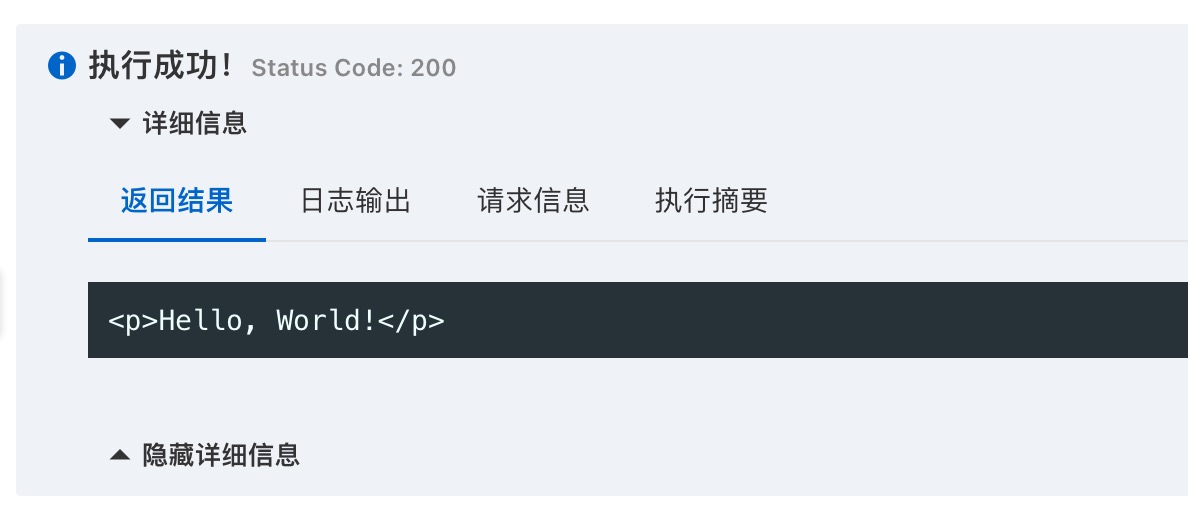 执行成功！ Status Code: 200
详细信息
返回结果 日志输出 请求信息 执行摘要
<p>Hello, World!</p>
隐藏详细信息